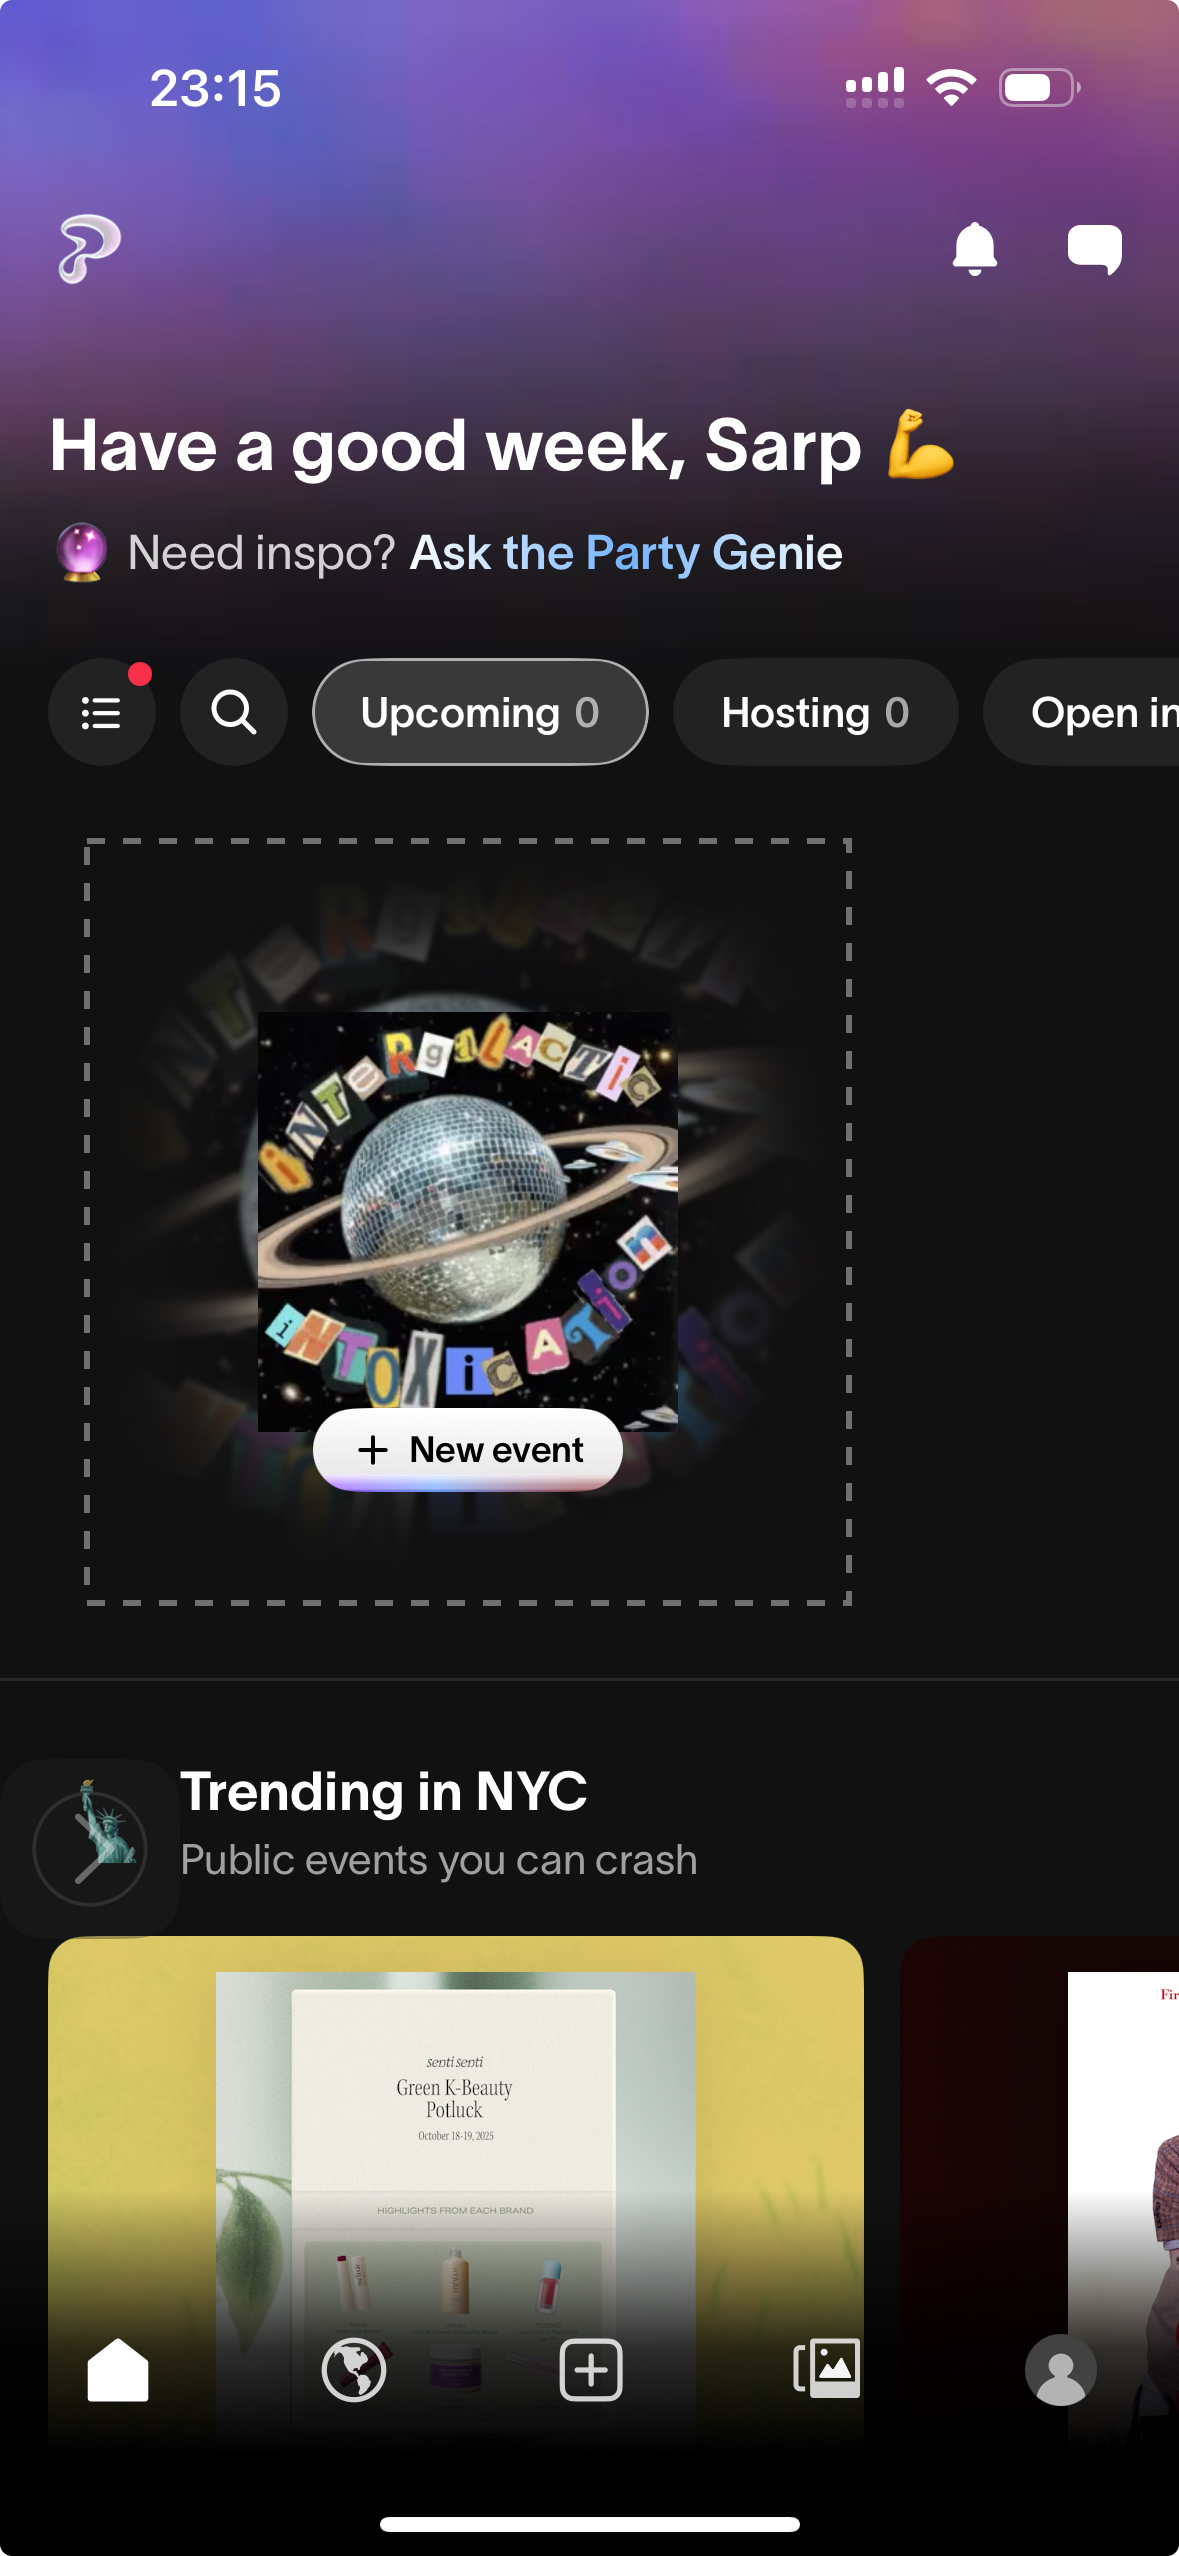 23:15
Have a good week, Sarp 💪
Need inspo? Ask the Party Genie
Upcoming 0
Hosting 0
Open in
iNTeRgalACTiC
iNTOXiCATion
+ New event
Trending in NYC
Public events you can crash
senti senti
Green K-Beauty
Potluck
October 18-19, 2025
HIGHLIGHTS FROM EACH BRAND
Fir